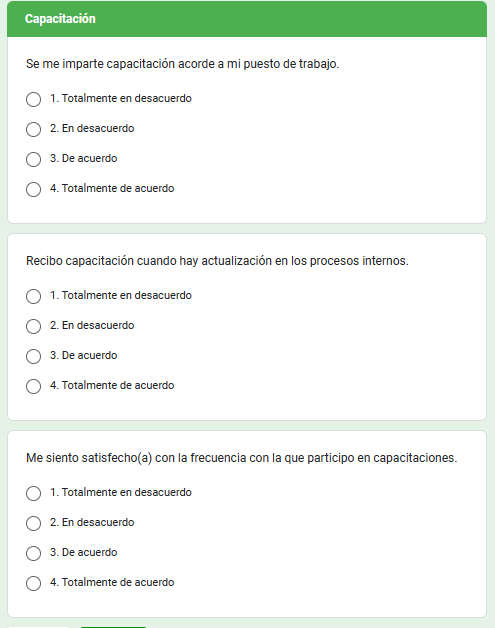 Capacitación
Se me imparte capacitación acorde a mi puesto de trabajo.
1. Totalmente en desacuerdo
2. En desacuerdo
3. De acuerdo
4. Totalmente de acuerdo
Recibo capacitación cuando hay actualización en los procesos internos.
1. Totalmente en desacuerdo
2. En desacuerdo
3. De acuerdo
4. Totalmente de acuerdo
Me siento satisfecho(a) con la frecuencia con la que participo en capacitaciones.
1. Totalmente en desacuerdo
2. En desacuerdo
3. De acuerdo
4. Totalmente de acuerdo